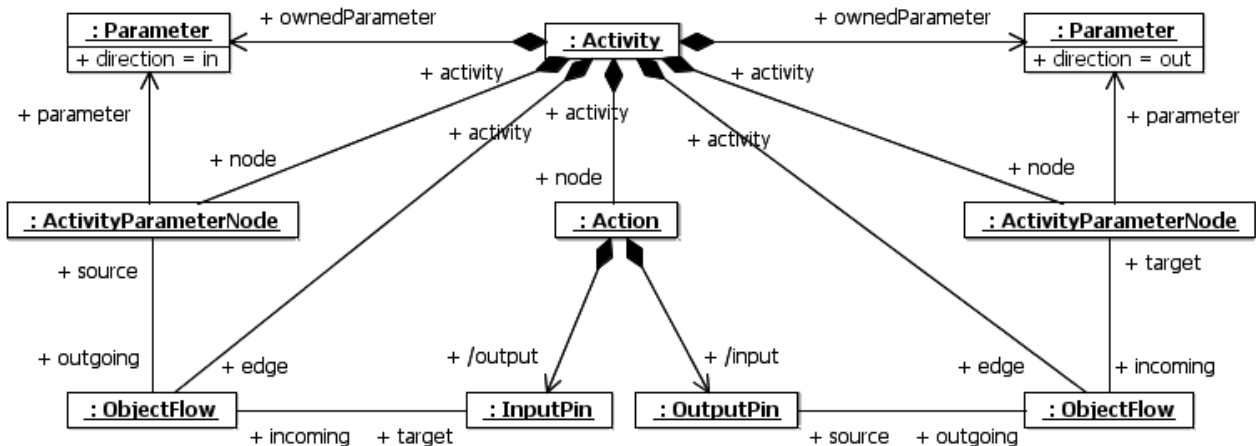 + ownedParameter
+ ownedParameter
: Parameter
+ direction = in
: Activity
: Parameter
+ direction = out
+ activity
+ activity
+ parameter
+ activity
+ activity
+ activity
+ parameter
+ node
+ node
+ node
: ActivityParameterNode
: Action
: ActivityParameterNode
+ source
+ target
+ outgoing
+ edge
+ /output
+ /input
+ edge
+ incoming
: ObjectFlow
: InputPin
: OutputPin
: ObjectFlow
+ incoming
+ target
+ source
+ outgoing